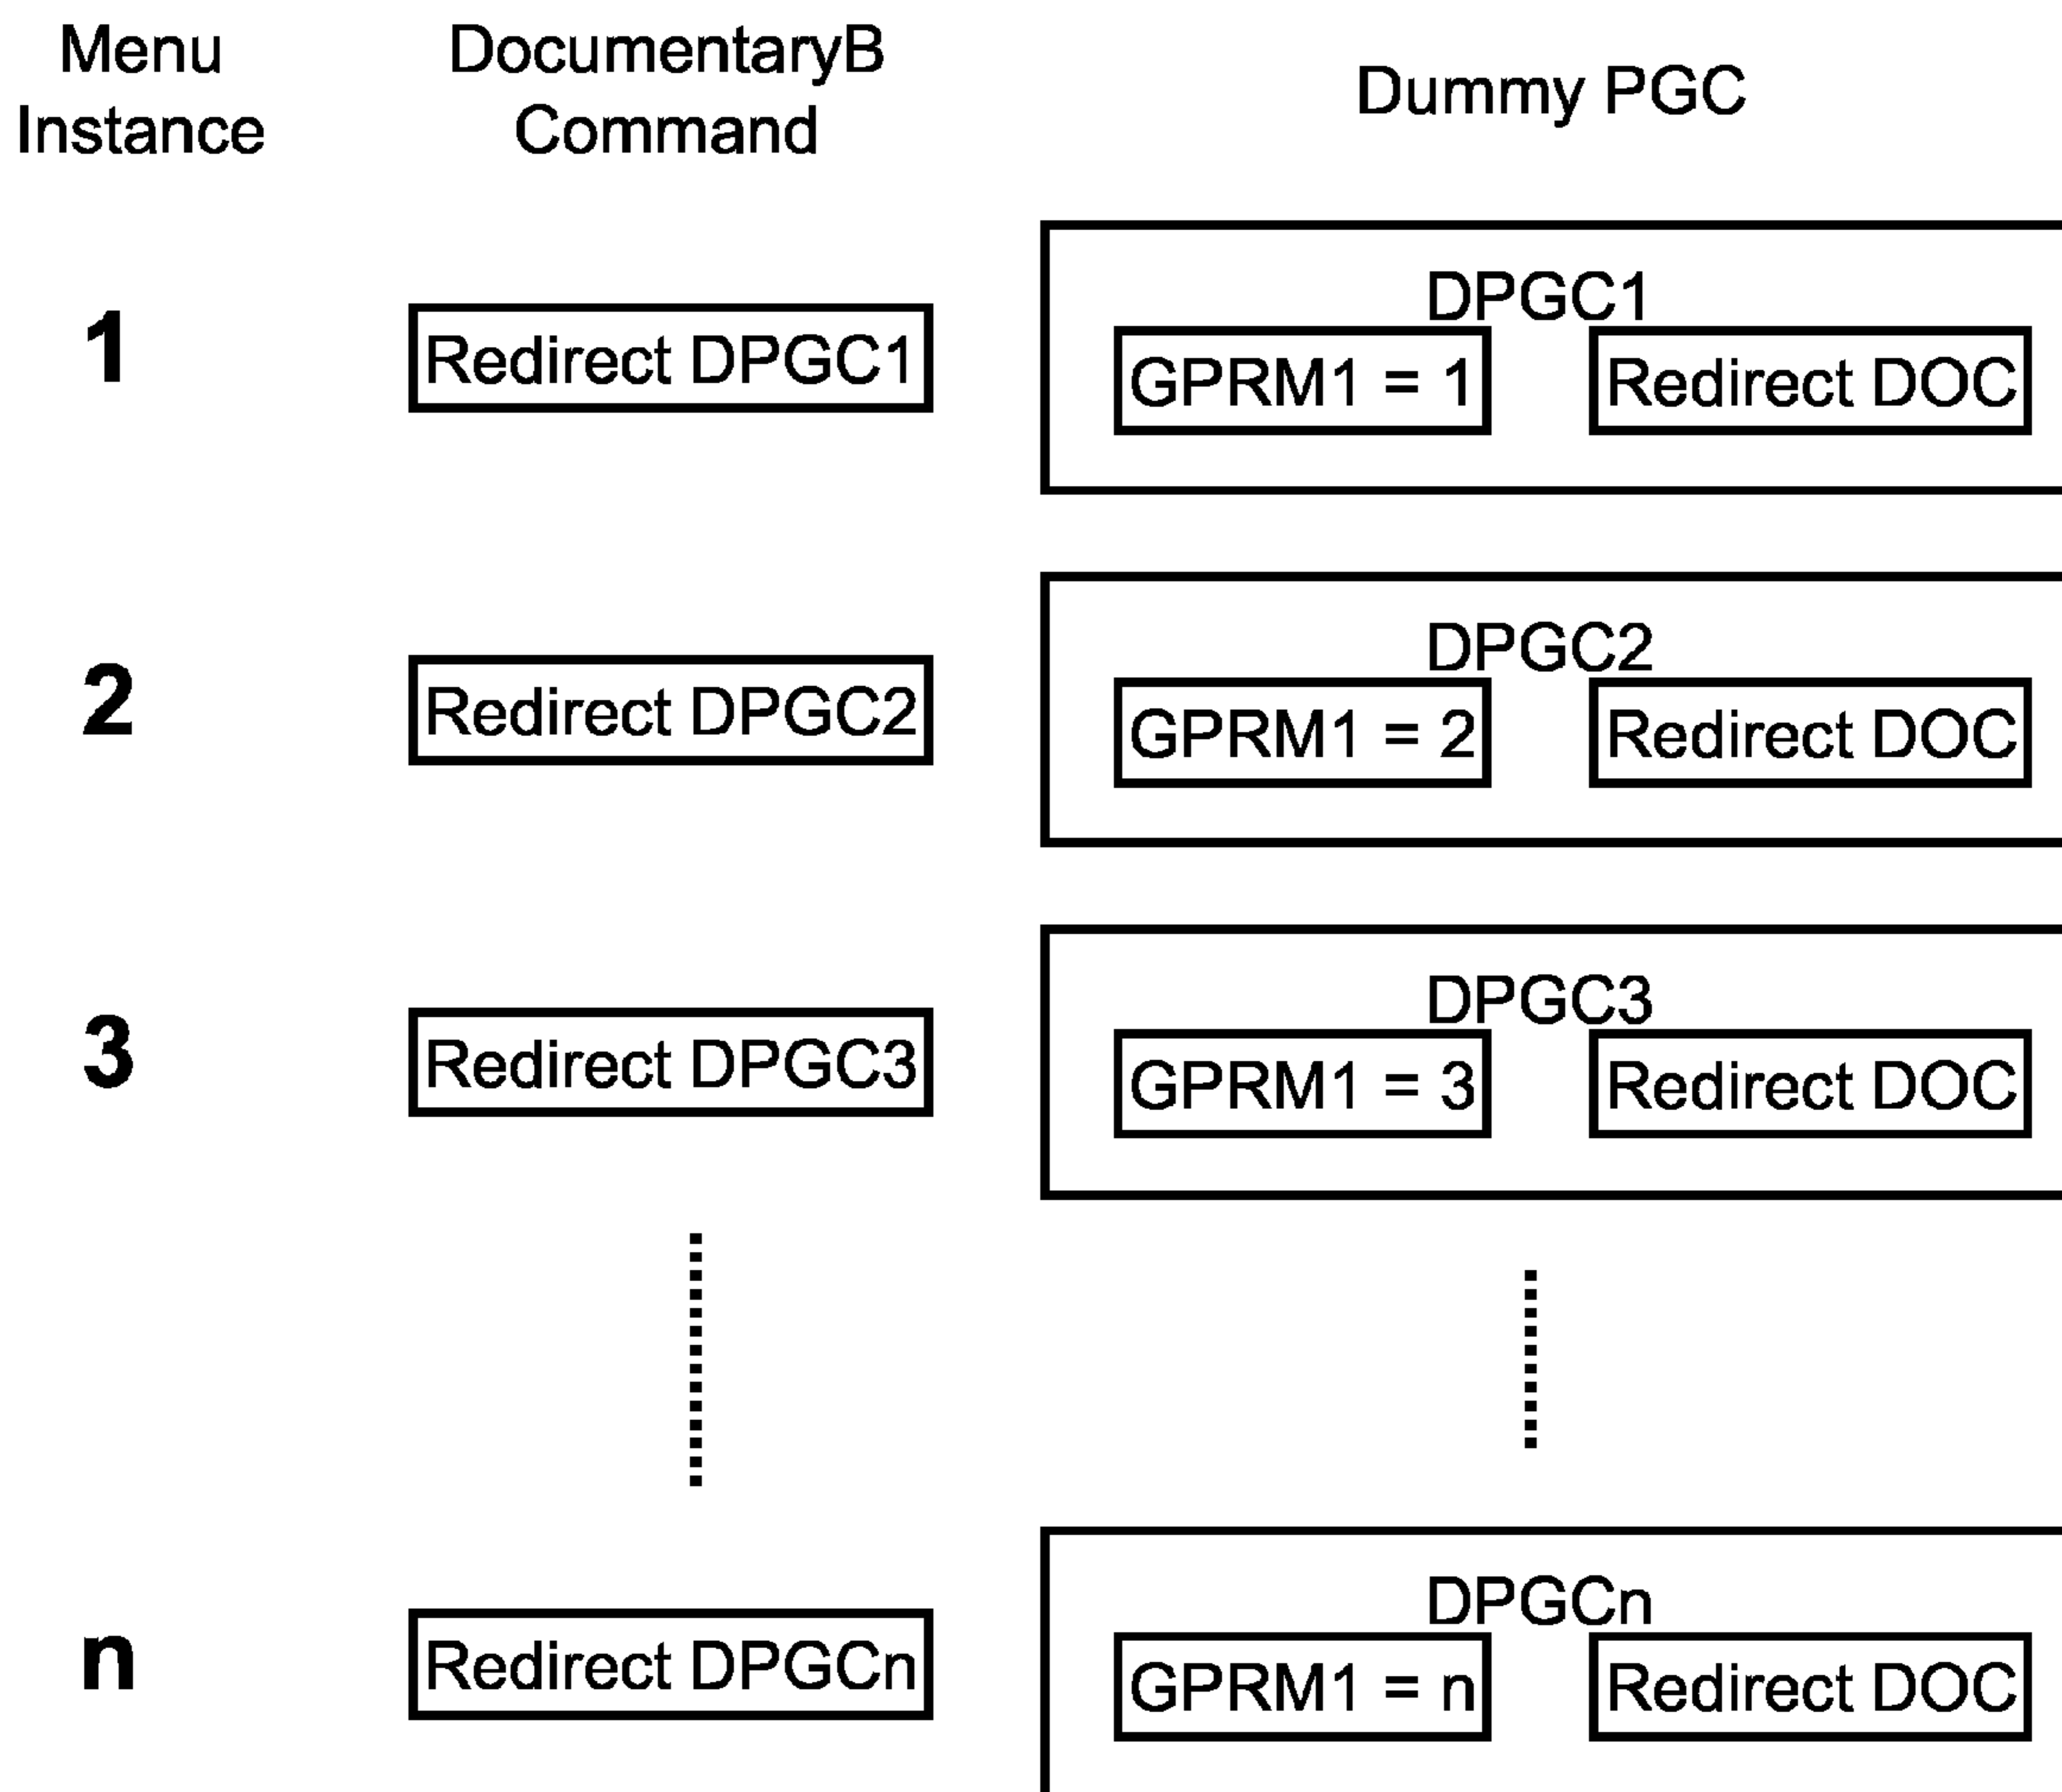 Menu
Instance
DocumentaryB
Command
Dummy PGC
1
Redirect DPGC1
DPGC1
GPRM1 = 1
Redirect DOC
2
Redirect DPGC2
DPGC2
GPRM1 = 2
Redirect DOC
3
Redirect DPGC3
DPGC3
GPRM1 = 3
Redirect DOC
n
Redirect DPGCn
DPGCn
GPRM1 = n
Redirect DOC